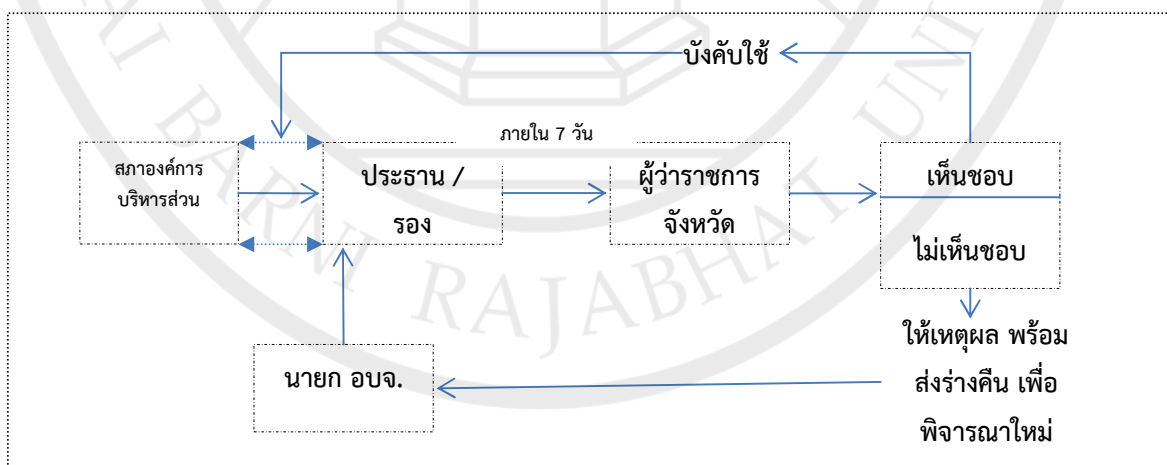 บังคับใช้
ภายใน 7 วัน
สภาองค์การ
บริหารส่วน
ประธาน /
รอง
ผู้ว่าราชการ
จังหวัด
เห็นชอบ
ไม่เห็นชอบ
ให้เหตุผล พร้อม
ส่งร่างคืน เพื่อ
พิจารณาใหม่
นายก อบจ.
BARNI RAJABHAT UNI